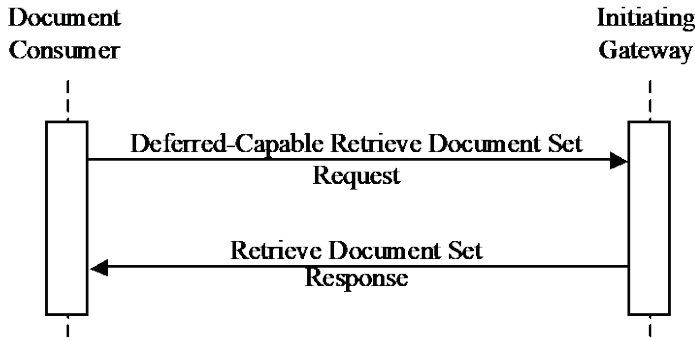 Document
Consumer
Initiating
Gateway
Deferred-Capable Retrieve Document Set
Request
Retrieve Document Set
Response